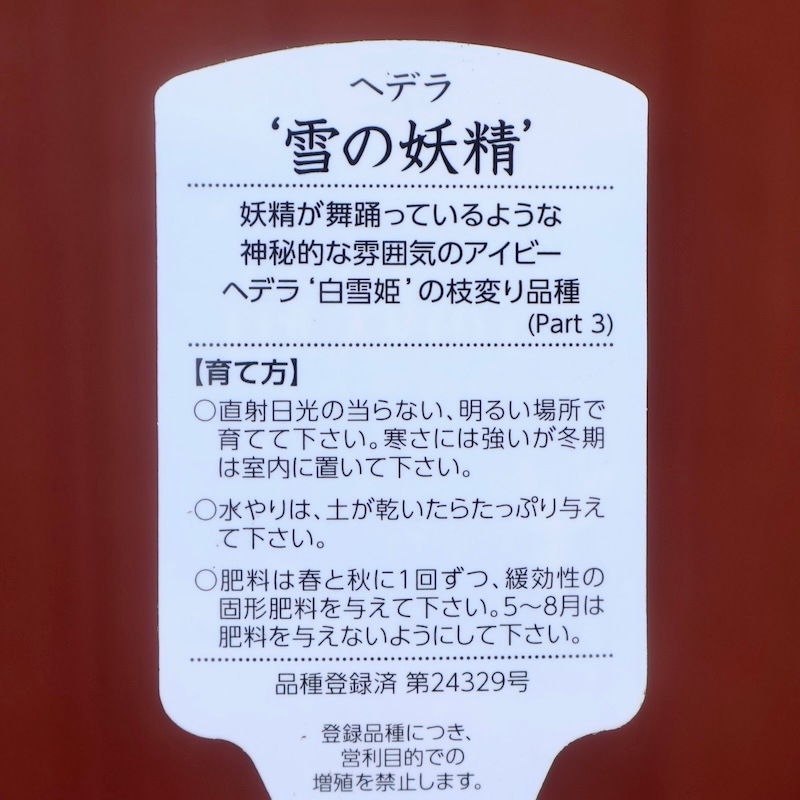 ヘデラ
‘雪の妖精’
妖精が舞踊っているような
神秘的な雰囲気のアイビー
ヘデラ‘白雪姫’の枝変り品種
(Part 3)
【育て方】
○直射日光の当らない、明るい場所で
育てて下さい。寒さには強いが冬期
は室内に置いて下さい。
○水やりは、土が乾いたらたっぷり与え
て下さい。
○肥料は春と秋に1回ずつ、緩効性の
固形肥料を与えて下さい。5～8月は
肥料を与えないようにして下さい。
品種登録済 第24329号
登録品種につき、
営利目的での
増殖を禁止します。